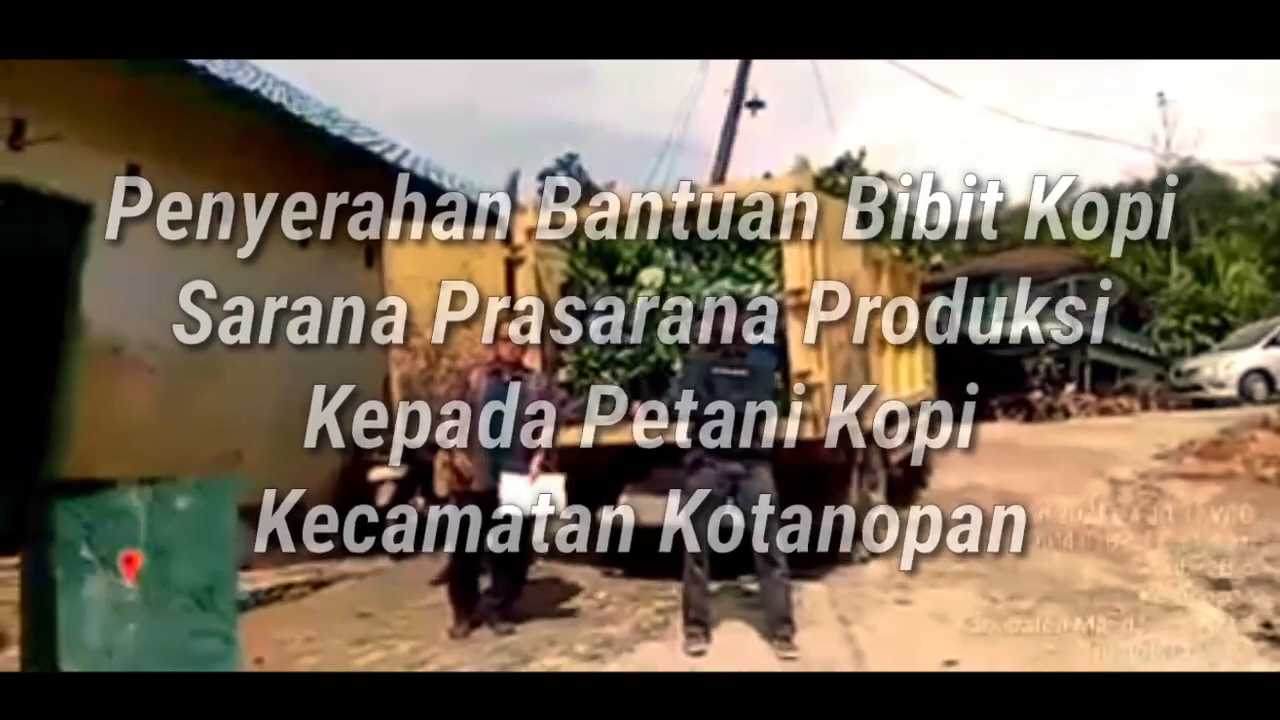 Penyerahan Bantuan Bibit Kopi
Sarana Prasarana Produksi
Kepada Petani Kopi
Kecamatan Kotanopan